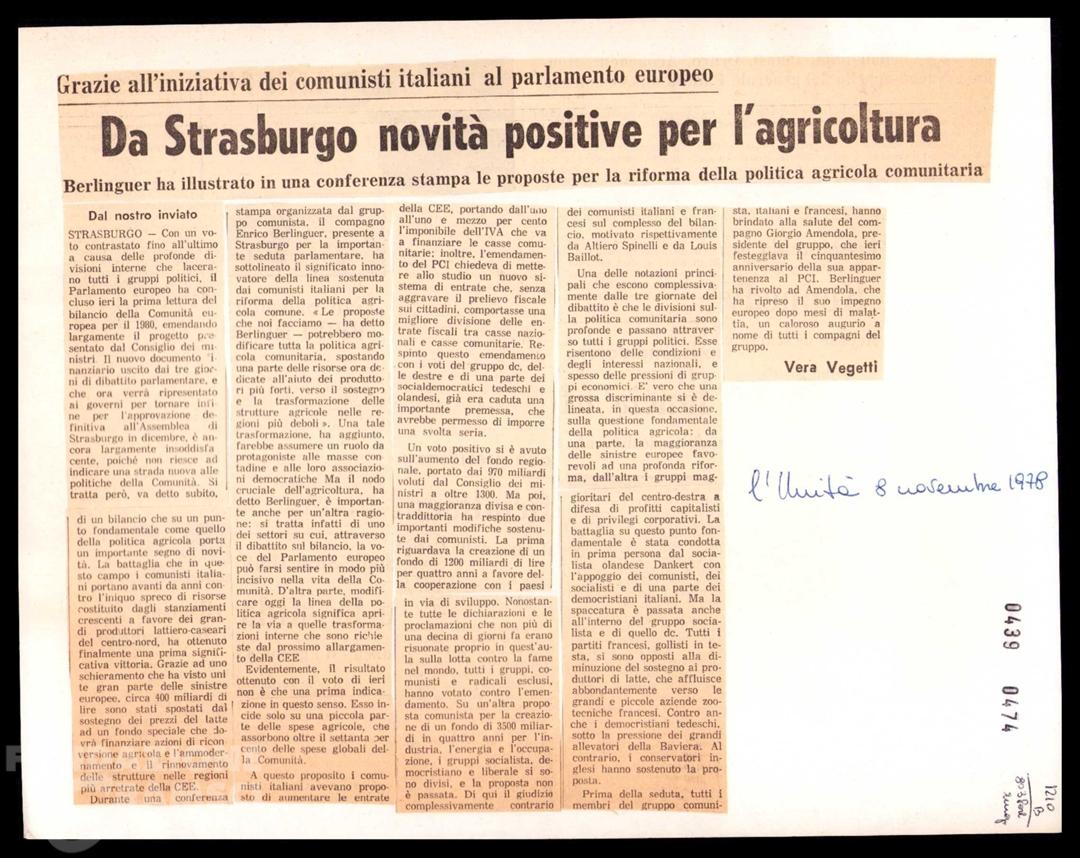 Grazie all'iniziativa dei comunisti italiani al parlamento europeo
Da Strasburgo novità positive per l'agricoltura
Berlinguer ha illustrato in una conferenza stampa le proposte per la riforma della politica agricola comunitaria
Dal nostro inviato
STRASBURGO — Con un vo-
to contrastato fino all'ultimo
a causa delle profonde di-
visioni interne che lacera-
no tutti i gruppi politici, il
Parlamento europeo ha con-
cluso ieri la prima lettura del
bilancio della Comunità eu-
ropea per il 1980, emendando
largamente il progetto pre-
sentato dal Consiglio dei mi-
nistri. Il nuovo documento fi-
nanziario uscito dai tre gior-
ni di dibattito parlamentare, e
che ora verrà ripresentato
ai governi per tornare infi-
ne per l'approvazione de-
finitiva all'Assemblea di
Strasburgo in dicembre, è an-
cora largamente insoddisfa-
cente, poiché non riesce ad
indicare una strada nuova alle
politiche della Comunità. Si
tratta però, va detto subito,
di un bilancio che su un pun-
to fondamentale come quello
della politica agricola porta
un importante segno di novi-
tà. La battaglia che in que-
sto campo i comunisti italia-
ni portano avanti da anni con-
tro l'iniquo spreco di risorse
costituito dagli stanziamenti
crescenti a favore dei gran-
di produttori lattiero-caseari
del centro-nord, ha ottenuto
finalmente una prima signifi-
cativa vittoria. Grazie ad uno
schieramento che ha visto uni-
te gran parte delle sinistre
europee, circa 400 miliardi di
lire sono stati spostati dal
sostegno dei prezzi del latte
ad un fondo speciale che do-
vrà finanziare azioni di ricon-
versione agricola e l'ammoder-
namento e il rinnovamento
delle strutture nelle regioni
più arretrate della CEE.
Durante una conferenza
stampa organizzata dal grup-
po comunista, il compagno
Enrico Berlinguer, presente a
Strasburgo per la importan-
te seduta parlamentare, ha
sottolineato il significato inno-
vatore della linea sostenuta
dai comunisti italiani per la
riforma della politica agri-
cola comune. « Le proposte
che noi facciamo — ha detto
Berlinguer — potrebbero mo-
dificare tutta la politica agri-
cola comunitaria, spostando
una parte delle risorse ora de-
dicate all'aiuto dei produtto-
ri più forti, verso il sostegno
e la trasformazione delle
strutture agricole nelle re-
gioni più deboli ». Una tale
trasformazione, ha aggiunto,
farebbe assumere un ruolo da
protagoniste alle masse con-
tadine e alle loro associazio-
ni democratiche Ma il nodo
cruciale dell'agricoltura, ha
detto Berlinguer, è importan-
te anche per un'altra ragio-
ne: si tratta infatti di uno
dei settori su cui, attraverso
il dibattito sul bilancio, la vo-
ce del Parlamento europeo
può farsi sentire in modo più
incisivo nella vita della Co-
munità. D'altra parte, modifi-
care oggi la linea della po-
litica agricola significa apri-
re la via a quelle trasforma-
zioni interne che sono richie-
ste dal prossimo allargamen-
to della CEE
Evidentemente, il risultato
ottenuto con il voto di ieri
non è che una prima indica-
zione in questo senso. Esso in-
cide solo su una piccola parte
delle spese agricole, che
assorbono oltre il settanta per
cento delle spese globali del-
la Comunità.
A questo proposito i comu-
nisti italiani avevano propo-
sto di aumentare le entrate
della CEE, portando dall'uno
all'uno e mezzo per cento
l'imponibile dell'IVA che va
a finanziare le casse comu-
nitarie; inoltre, l'emendamen-
to del PCI chiedeva di mette-
re allo studio un nuovo si-
stema di entrate che, senza
aggravare il prelievo fiscale
sui cittadini, comportasse una
migliore divisione delle en-
trate fiscali tra casse nazio-
nali e casse comunitarie. Re-
spinto questo emendamento
con i voti del gruppo dc, del-
le destre e di una parte dei
socialdemocratici tedeschi e
olandesi, già era caduta una
importante premessa, che
avrebbe permesso di imporre
una svolta seria.
Un voto positivo si è avuto
sull'aumento del fondo regio-
nale, portato dai 970 miliardi
voluti dal Consiglio dei mi-
nistri a oltre 1300. Ma poi,
una maggioranza divisa e con-
traddittoria ha respinto due
importanti modifiche sostenu-
te dai comunisti. La prima
riguardava la creazione di un
fondo di 1200 miliardi di lire
per quattro anni a favore del-
la cooperazione con i paesi
in via di sviluppo. Nonostan-
te tutte le dichiarazioni e le
proclamazioni che non più di
una decina di giorni fa erano
risuonate proprio in quest'au-
la sulla lotta contro la fame
nel mondo, tutti i gruppi, co-
munisti e radicali esclusi,
hanno votato contro l'emen-
damento. Su un'altra propo-
sta comunista per la creazio-
ne di un fondo di 3500 miliar-
di in quattro anni per l'in-
dustria, l'energia e l'occupa-
zione, i gruppi socialista, de-
mocristiano e liberale si so-
no divisi, e la proposta non
è passata. Di qui il giudizio
complessivamente contrario
dei comunisti italiani e fran-
cesi sul complesso del bilan-
cio, motivato rispettivamente
da Altiero Spinelli e da Louis
Baillot.
Una delle notazioni princi-
pali che escono complessiva-
mente dalle tre giornate del
dibattito è che le divisioni sul-
la politica comunitaria sono
profonde e passano attraver-
so tutti i gruppi politici. Esse
risentono delle condizioni e
degli interessi nazionali, e
spesso delle pressioni di grup-
pi economici. E' vero che una
grossa discriminante si è de-
lineata, in questa occasione,
sulla questione fondamentale
della politica agricola: da
una parte, la maggioranza
delle sinistre europee favo-
revoli ad una profonda rifor-
ma, dall'altra i gruppi mag-
gioritari del centro-destra a
difesa di profitti capitalisti
e di privilegi corporativi. La
battaglia su questo punto fon-
damentale è stata condotta
in prima persona dal socia-
lista olandese Dankert con
l'appoggio dei comunisti, dei
socialisti e di una parte dei
democristiani italiani. Ma la
spaccatura è passata anche
all'interno del gruppo socia-
lista e di quello dc. Tutti i
partiti francesi, gollisti in te-
sta, si sono opposti alla di-
minuzione del sostegno ai pro-
duttori di latte, che affluisce
abbondantemente verso le
grandi e piccole aziende zoo-
tecniche francesi. Contro an-
che i democristiani tedeschi,
sotto la pressione dei grandi
allevatori della Baviera. Al
contrario, i conservatori in-
glesi hanno sostenuto la pro-
posta.
Prima della seduta, tutti i
membri del gruppo comuni-
sta, italiani e francesi, hanno
brindato alla salute del com-
pagno Giorgio Amendola, pre-
sidente del gruppo, che ieri
festeggiava il cinquantesimo
anniversario della sua appar-
tenenza al PCI. Berlinguer
ha rivolto ad Amendola, che
ha ripreso il suo impegno
europeo dopo mesi di malat-
tia, un caloroso augurio a
nome di tutti i compagni del
gruppo.
Vera Vegetti
l'Unità 8 novembre 1978
0439 0474
1210
B